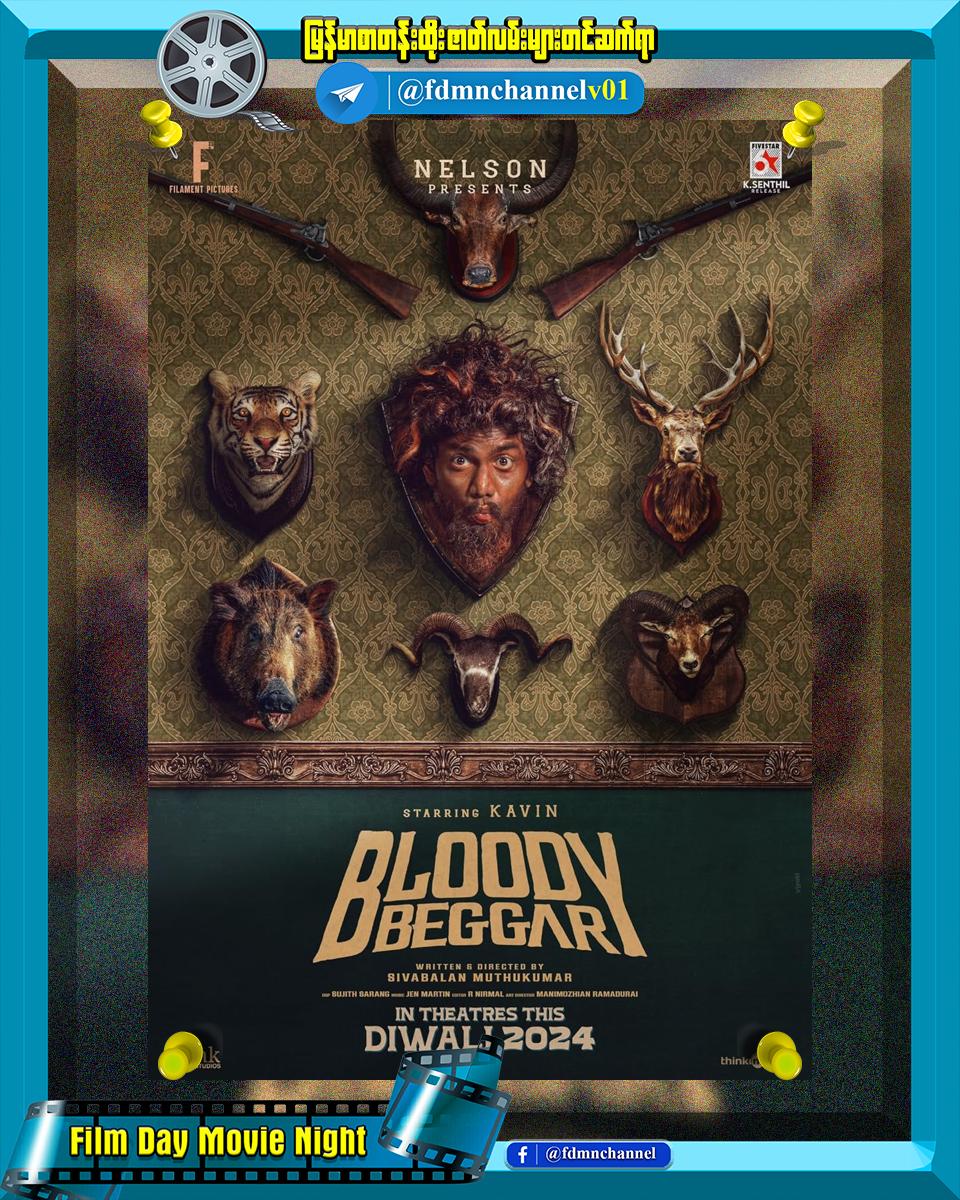 မြန်မာစာတန်းထိုးဇာတ်လမ်းများတင်ဆက်ရာ
@fdmnchannelv01
F
FILAMENT PICTURES
NELSON
PRESENTS
FIVESTAR
K.SENTHIL
RELEASE
STARRING KAVIN
BLOODY
BEGGAR
WRITTEN & DIRECTED BY
SIVABALAN MUTHUKUMAR
DOP SUJITH SARANG MUSIC JEN MARTIN EDITOR R NIRMAL ART DIRECTOR MANIMOZHIAN RAMADURAI
IN THEATRES THIS
DIWALI 2024
think
Film Day Movie Night
f @fdmnchannel